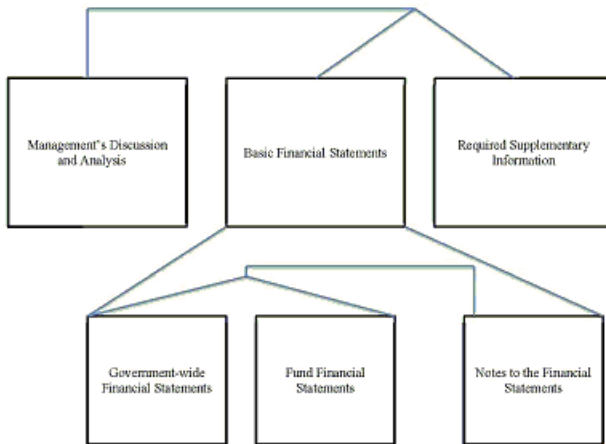 Management's Discussion
and Analysis
Basic Financial Statements
Required Supplementary
Information
Government-wide
Financial Statements
Fund Financial
Statements
Notes to the Financial
Statements